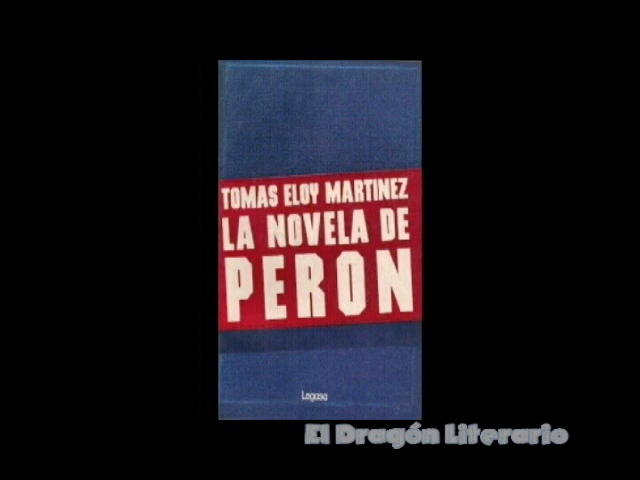 TOMAS ELOY MARTINEZ
LA NOVELA DE
PERON
Legasa
El Dragón Literario